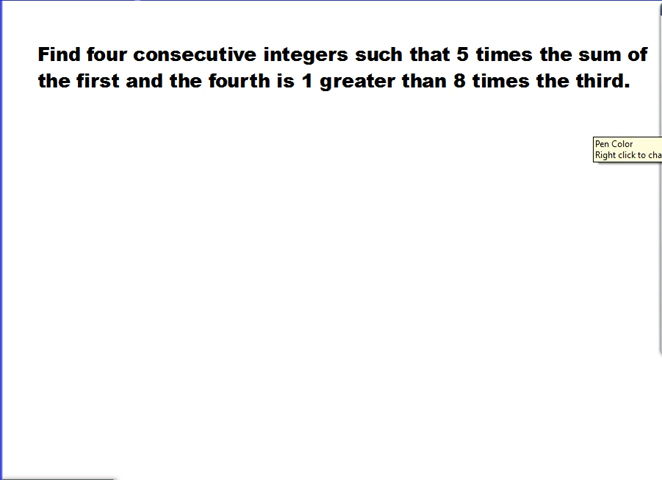 Find four consecutive integers such that 5 times the sum of
the first and the fourth is 1 greater than 8 times the third.
Pen Color
Right click to cha